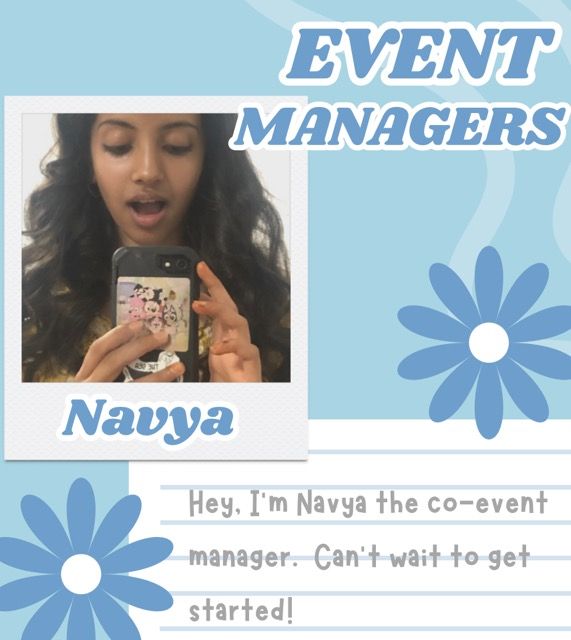 EVENT
MANAGERS
Navya
Hey, I'm Navya the co-event
manager. Can't wait to get
started!